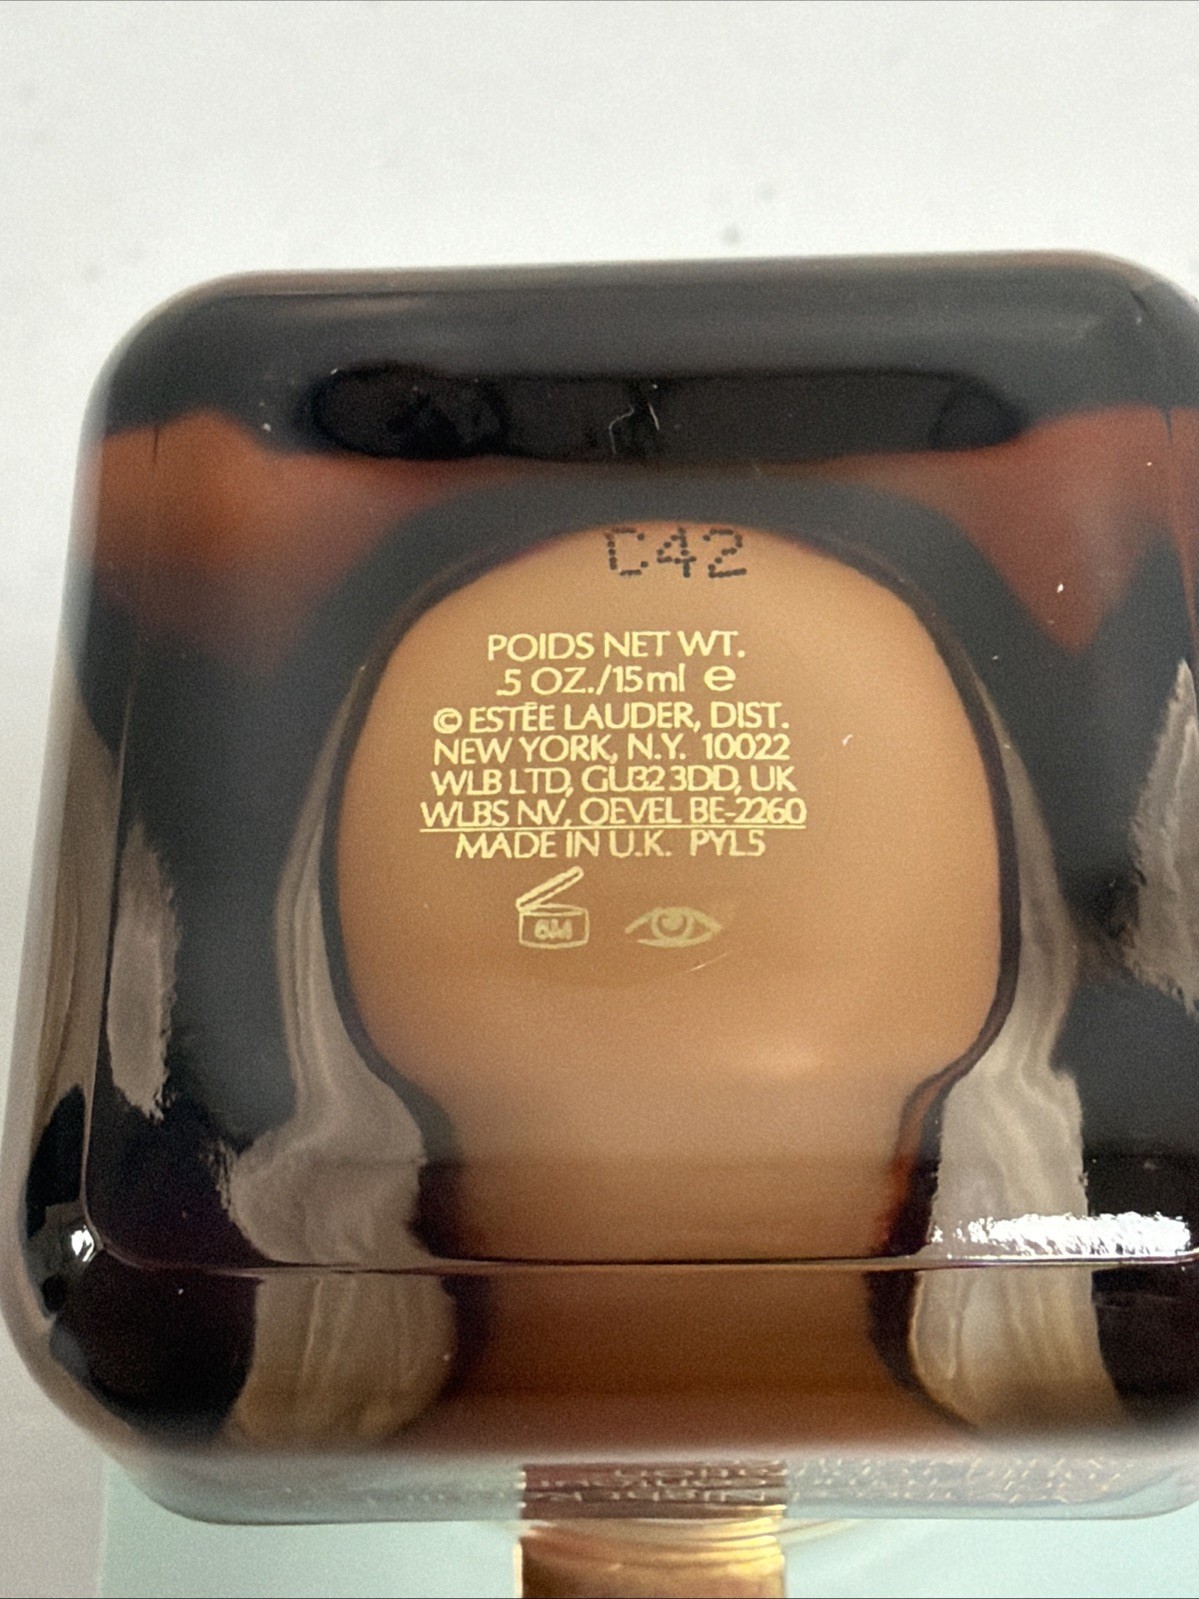 C42
POIDS NET WT.
.5 OZ./15ml e
© ESTĒE LAUDER, DIST.
NEW YORK, N.Y. 10022
WLB LTD, GU32 3DD, UK
WLBS NV, OEVEL BE-2260
MADE IN U.K. PYL5
6M